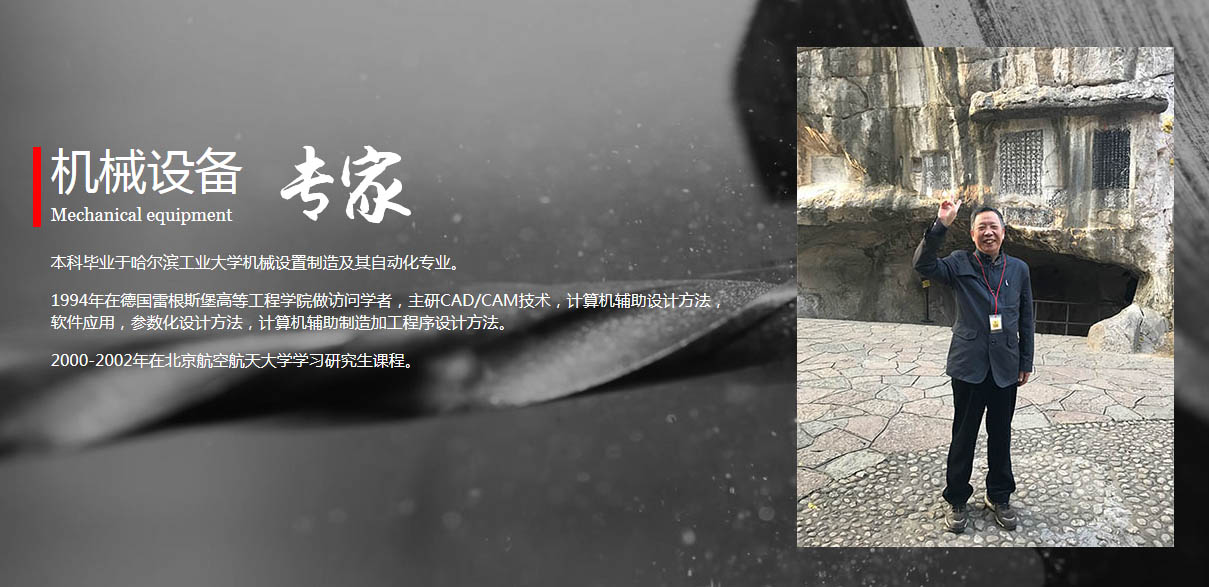 机械设备 专家
Mechanical equipment
本科毕业于哈尔滨工业大学机械设置制造及其自动化专业。
1994年在德国雷根斯堡高等工程学院做访问学者，主研CAD/CAM技术，计算机辅助设计方法，
软件应用，参数化设计方法，计算机辅助制造加工程序设计方法。
2000-2002年在北京航空航天大学学习研究生课程。